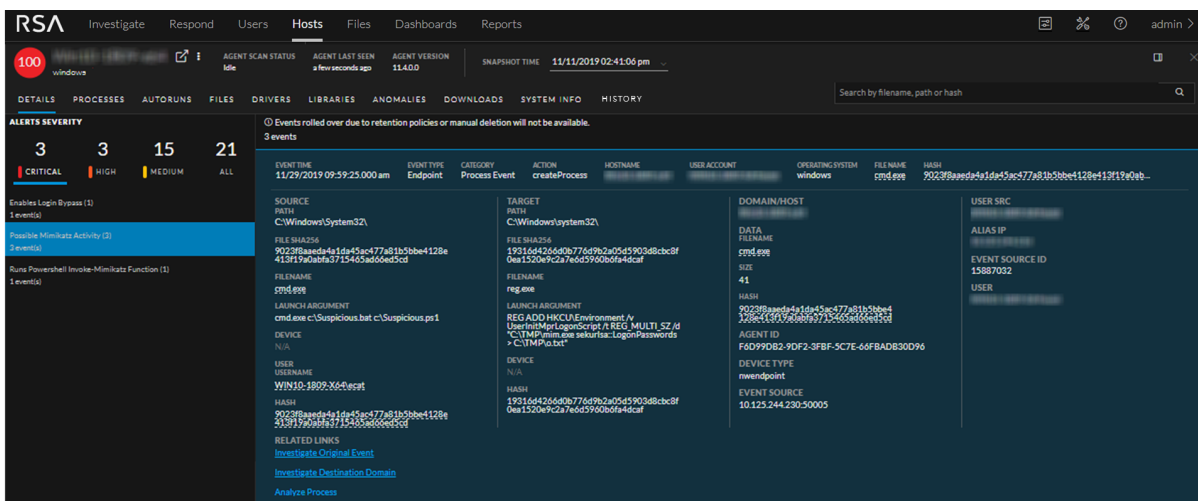 RSA Investigate Respond Users Hosts Files Dashboards Reports admin >
100 AGENT SCAN STATUS AGENT LAST SEEN AGENT VERSION SNAPSHOT TIME 11/11/2019 02:41:06 pm
windows Idle a few seconds ago 11.4.0.0
DETAILS PROCESSES AUTORUNS FILES DRIVERS LIBRARIES ANOMALIES DOWNLOADS SYSTEM INFO HISTORY Search by filename, path or hash
ALERTS SEVERITY
3 3 15 21
CRITICAL HIGH MEDIUM ALL
Enables Login Bypass (1)
1 event(s)
Possible Mimikatz Activity (3)
3 event(s)
Runs Powershell Invoke-Mimikatz Function (1)
1 event(s)
Events rolled over due to retention policies or manual deletion will not be available.
3 events
EVENT TIME EVENT TYPE CATEGORY ACTION HOSTNAME USER ACCOUNT OPERATING SYSTEM FILE NAME HASH
11/29/2019 09:59:25.000 am Endpoint Process Event createProcess windows cmd.exe 9023f8aaeda4a1da45ac477a81b5bbe4128e413f19a0ab...
SOURCE
PATH
C:\Windows\System32\
FILE SHA256
9023f8aaeda4a1da45ac477a81b5bbe4128e
413f19a0abfa3715465ad66ed5cd
FILENAME
cmd.exe
LAUNCH ARGUMENT
cmd.exe c:\Suspicious.bat c:\Suspicious.ps1
DEVICE
N/A
USER
USERNAME
WIN10-1809-X64\ecat
HASH
9023f8aaeda4a1da45ac477a81b5bbe4128e
413f19a0abfa3715465ad66ed5cd
RELATED LINKS
Investigate Original Event
Investigate Destination Domain
Analyze Process
TARGET
PATH
C:\Windows\system32\
FILE SHA256
19316d4266d0b776d9b2a05d5903d8cbc8f
0ea1520e9c2a7e6d5960b6fa4dcaf
FILENAME
reg.exe
LAUNCH ARGUMENT
REG ADD HKCU\Environment /v
UserInitMprLogonScript /t REG_MULTI_SZ /d
"C:\TMP\mim.exe sekurlsa::LogonPasswords
> C:\TMP\o.txt"
DEVICE
N/A
HASH
19316d4266d0b776d9b2a05d5903d8cbc8f
0ea1520e9c2a7e6d5960b6fa4dcaf
DOMAIN/HOST
DATA
FILENAME
cmd.exe
SIZE
41
HASH
9023f8aaeda4a1da45ac477a81b5bbe4
128e413f19a0abfa3715465ad66ed5cd
AGENT ID
F6D99DB2-9DF2-3FBF-5C7E-66FBADB30D96
DEVICE TYPE
nwendpoint
EVENT SOURCE
10.125.244.230:50005
USER SRC
ALIAS IP
EVENT SOURCE ID
15887032
USER